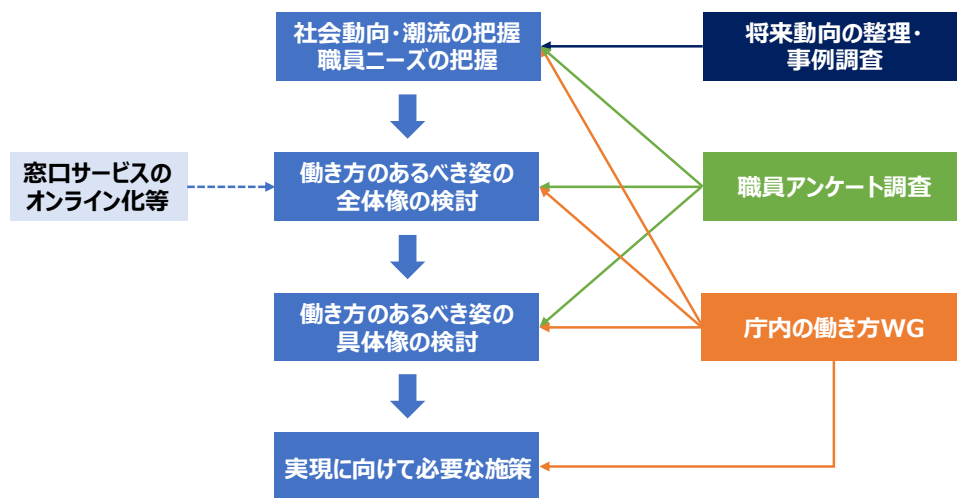 社会動向・潮流の把握
職員ニーズの把握
将来動向の整理・
事例調査
窓口サービスの
オンライン化等
働き方のあるべき姿の
全体像の検討
職員アンケート調査
働き方のあるべき姿の
具体像の検討
庁内の働き方WG
実現に向けて必要な施策